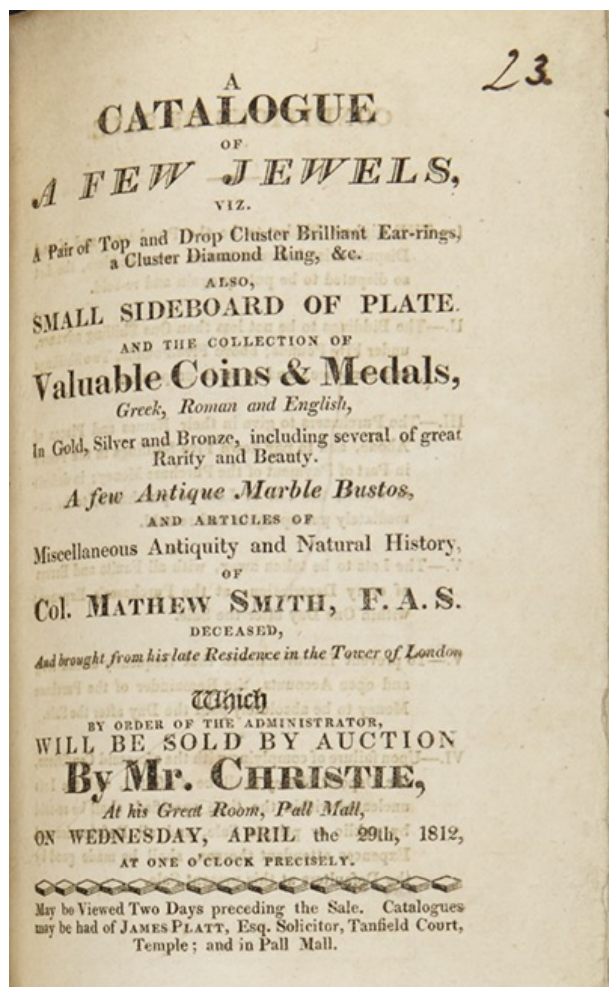 23.
A
CATALOGUE
OF
A FEW JEWELS,
VIZ.
A Pair of Top and Drop Cluster Brilliant Ear-rings,
a Cluster Diamond Ring, &c.
ALSO,
SMALL SIDEBOARD OF PLATE
AND THE COLLECTION OF
Valuable Coins & Medals,
Greek, Roman and English,
In Gold, Silver and Bronze, including several of great
Rarity and Beauty.
A few Antique Marble Bustos,
AND ARTICLES OF
Miscellaneous Antiquity and Natural History,
OF
Col. MATHEW SMITH, F. A. S.
DECEASED,
And brought from his late Residence in the Tower of London
Which
BY ORDER OF THE ADMINISTRATOR,
WILL BE SOLD BY AUCTION
By Mr. CHRISTIE,
At his Great Room, Pall Mall,
ON WEDNESDAY, APRIL the 29th, 1812,
AT ONE O'CLOCK PRECISELY.
May be Viewed Two Days preceding the Sale. Catalogues
may be had of JAMES PLATT, Esq. Solicitor, Tanfield Court,
Temple; and in Pall Mall.